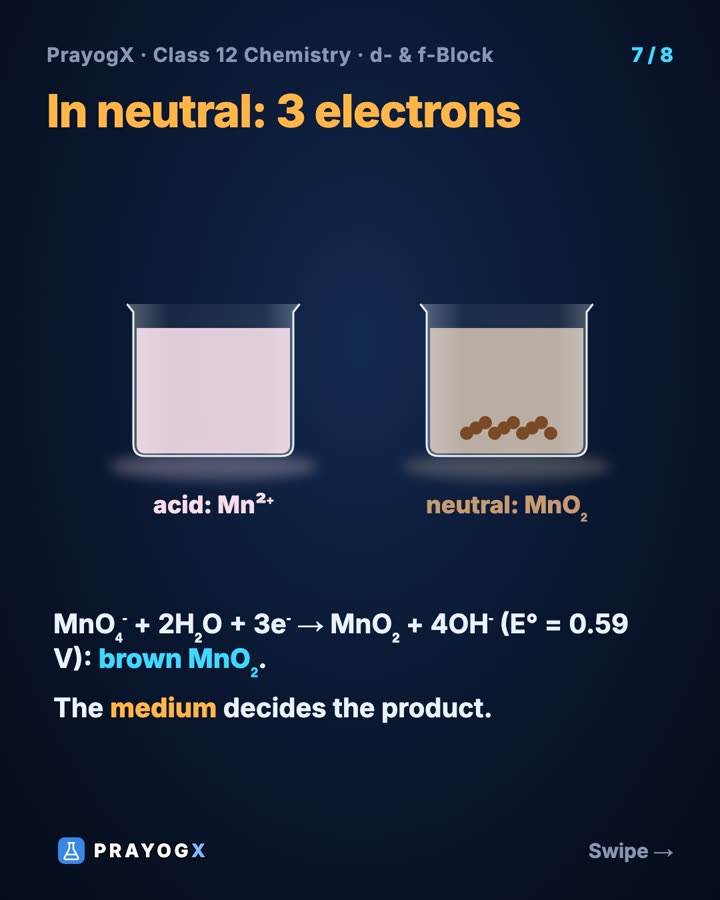 PrayogX · Class 12 Chemistry · d- & f-Block
7 / 8
In neutral: 3 electrons
acid: Mn²⁺
neutral: MnO₂
MnO₄⁻ + 2H₂O + 3e⁻ → MnO₂ + 4OH⁻ (E° = 0.59
V): brown MnO₂.
The medium decides the product.
PRAYOGX
Swipe →